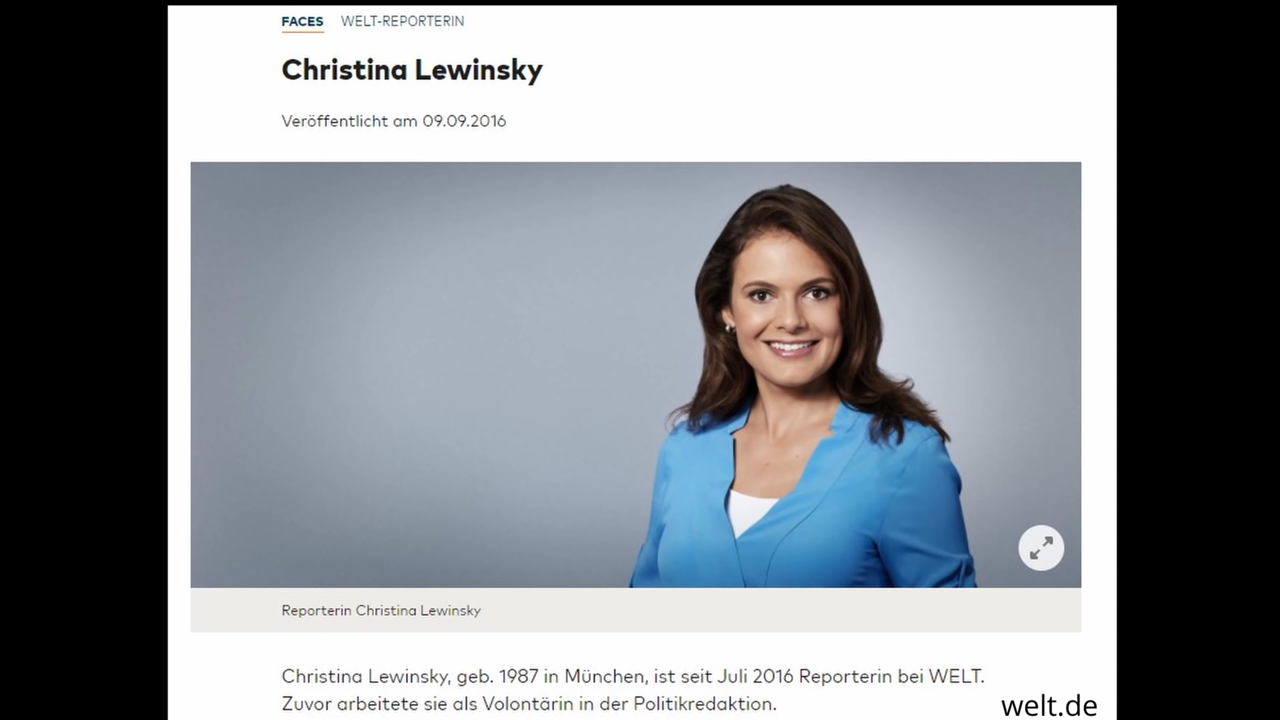 FACES WELT-REPORTERIN
Christina Lewinsky
Veröffentlicht am 09.09.2016
Reporterin Christina Lewinsky
Christina Lewinsky, geb. 1987 in München, ist seit Juli 2016 Reporterin bei WELT.
Zuvor arbeitete sie als Volontärin in der Politikredaktion.
welt.de